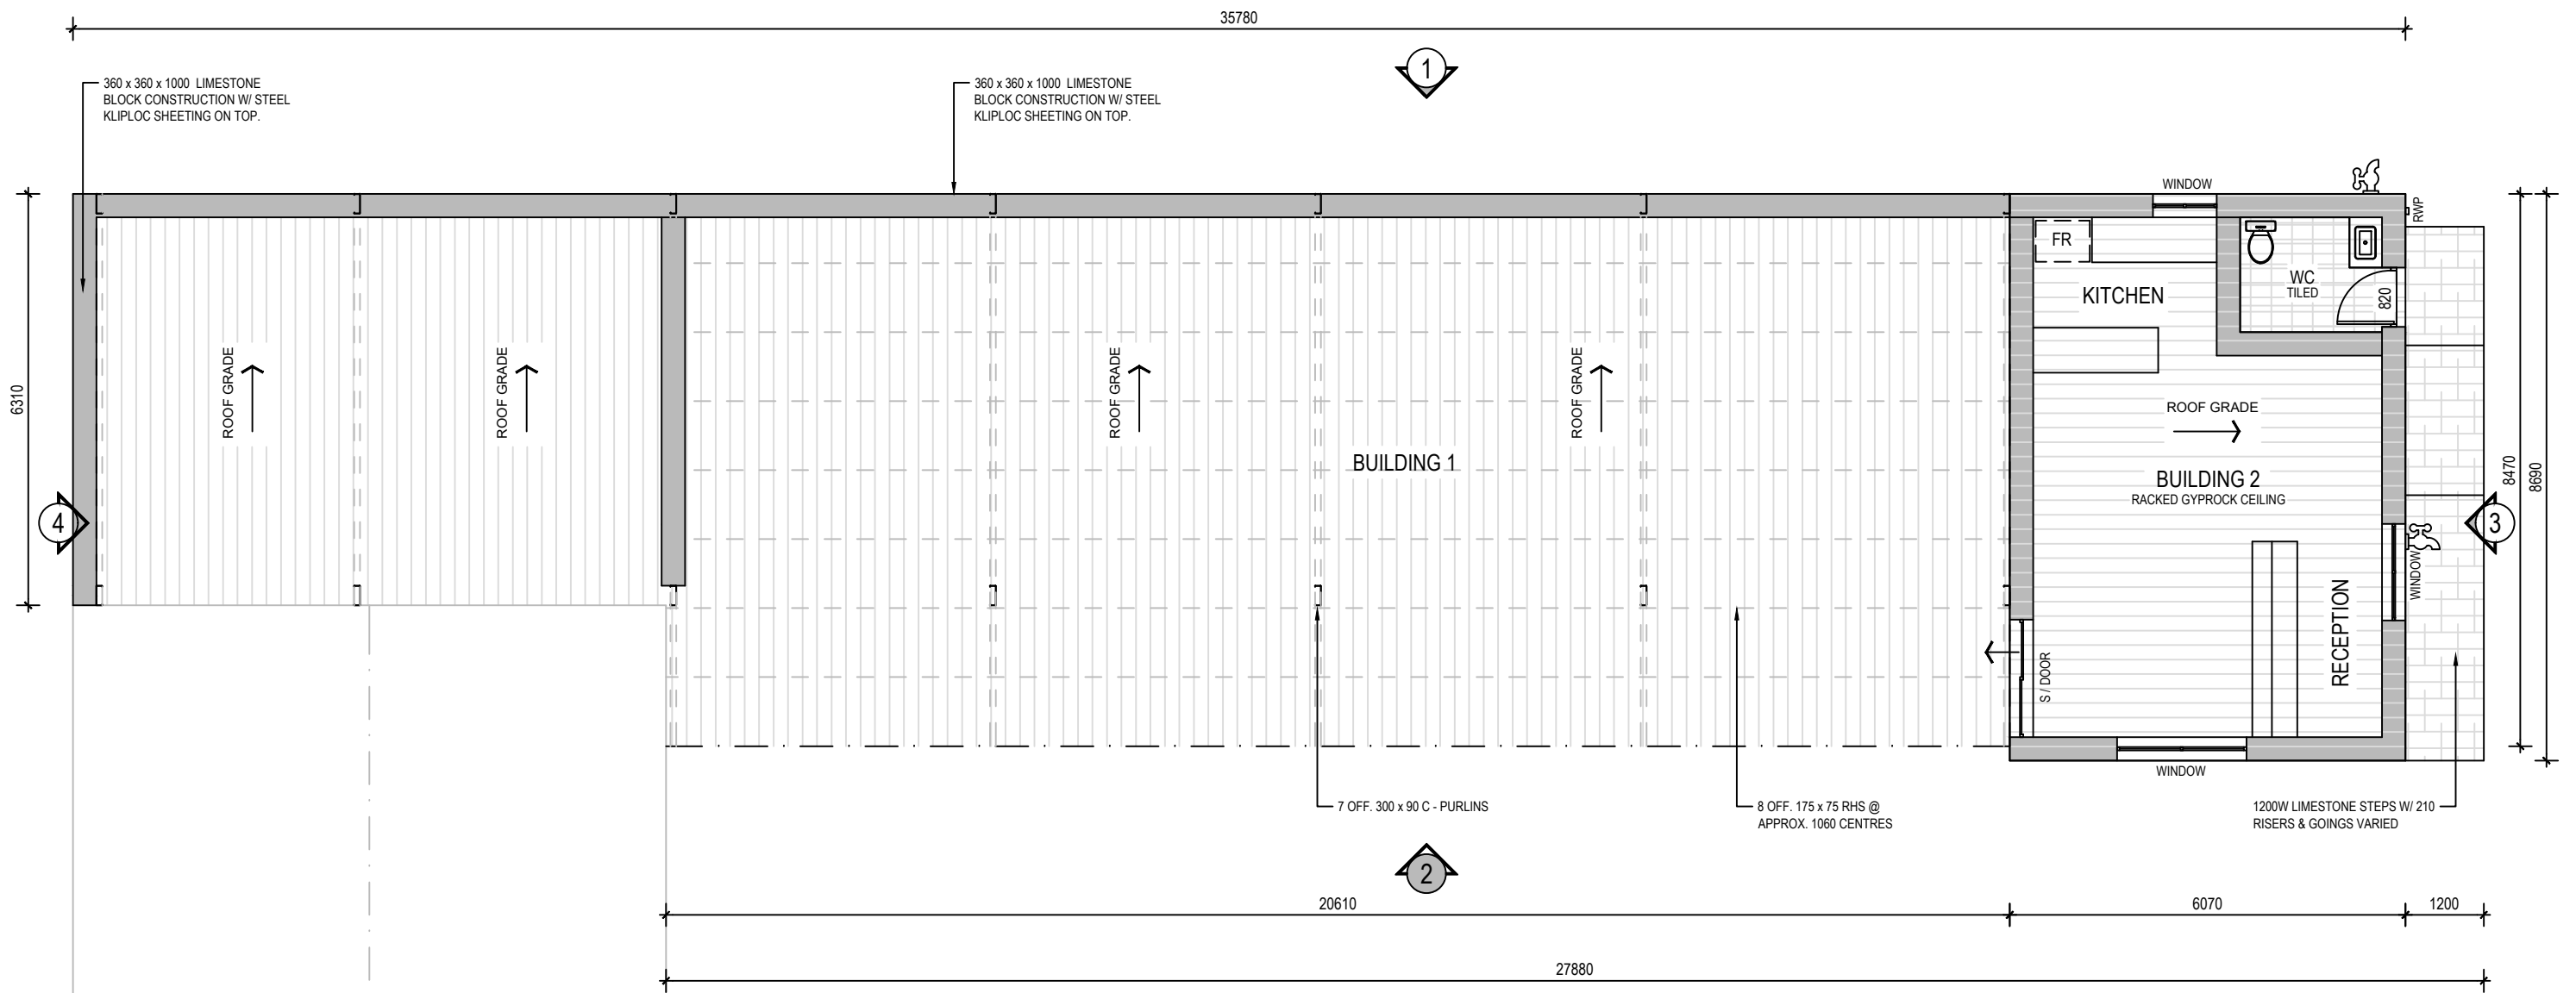 35780
1
360 x 360 x 1000 LIMESTONE
BLOCK CONSTRUCTION W/ STEEL
KLIPLOC SHEETING ON TOP.
360 x 360 x 1000 LIMESTONE
BLOCK CONSTRUCTION W/ STEEL
KLIPLOC SHEETING ON TOP.
WINDOW
RWP
FR
WC
TILED
820
KITCHEN
ROOF GRADE
ROOF GRADE
ROOF GRADE
ROOF GRADE
6310
ROOF GRADE
BUILDING 1
BUILDING 2
RACKED GYPROCK CEILING
8470
8690
4
3
WINDOW
RECEPTION
S / DOOR
WINDOW
7 OFF. 300 x 90 C - PURLINS
8 OFF. 175 x 75 RHS @
APPROX. 1060 CENTRES
1200W LIMESTONE STEPS W/ 210
RISERS & GOINGS VARIED
2
20610
6070
1200
27880